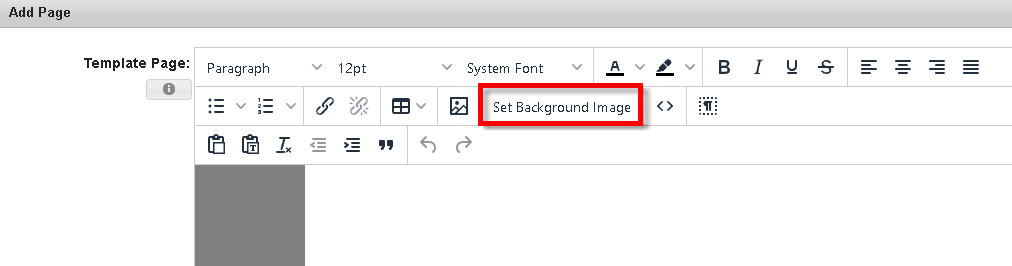 Add Page
Template Page:
Paragraph 12pt System Font
Set Background Image